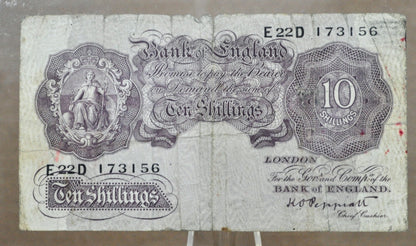 E22D 173156
Bank of England
Promise to pay the Bearer
on Demand the sum of
Ten Shillings
10
SHILLINGS
LONDON
For the Gov.r and Comp.a of the
BANK OF ENGLAND.
E22D 173156
Ten Shillings
K O Peppiatt
Chief Cashier.